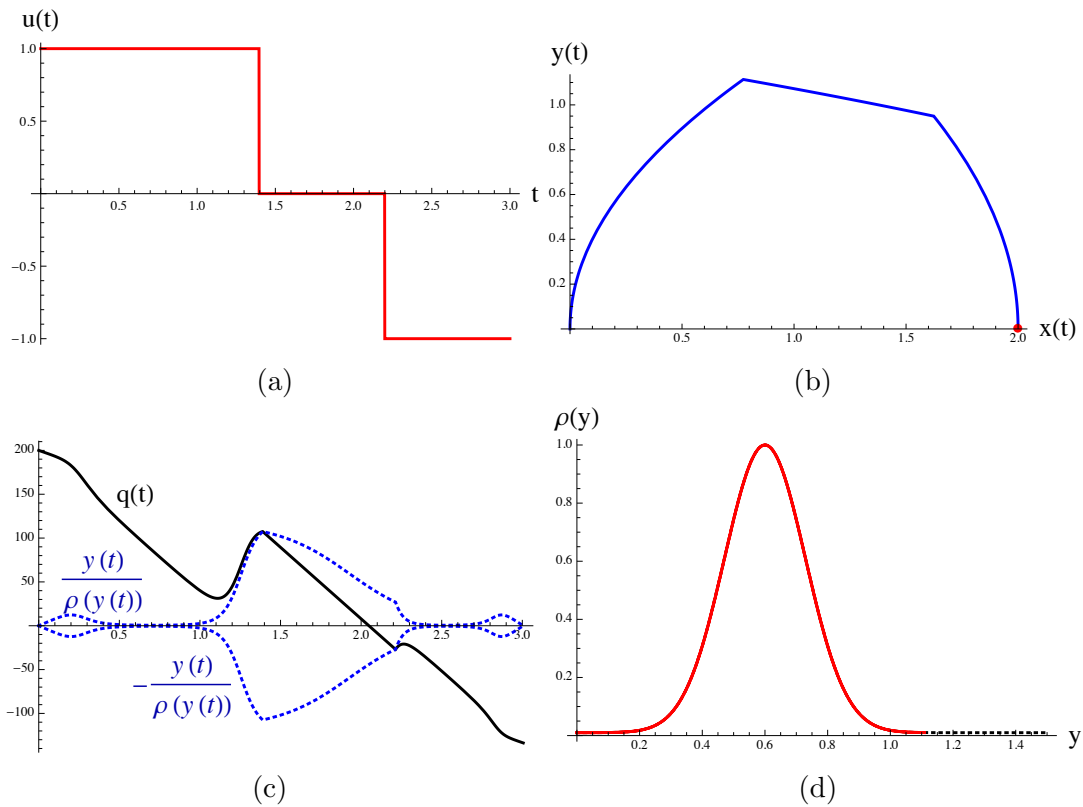 u(t)
1.0
0.5
−0.5
−1.0
0.5 1.0 1.5 2.0 2.5 3.0
t
(a)
y(t)
1.0
0.8
0.6
0.4
0.2
0.5 1.0 1.5 2.0
x(t)
(b)
200
150
100
50
−50
−100
q(t)
y(t)
ρ(y(t))
− y(t)
ρ(y(t))
0.5 1.0 1.5 2.0 2.5 3.0
(c)
ρ(y)
1.0
0.8
0.6
0.4
0.2
0.2 0.4 0.6 0.8 1.0 1.2 1.4
y
(d)